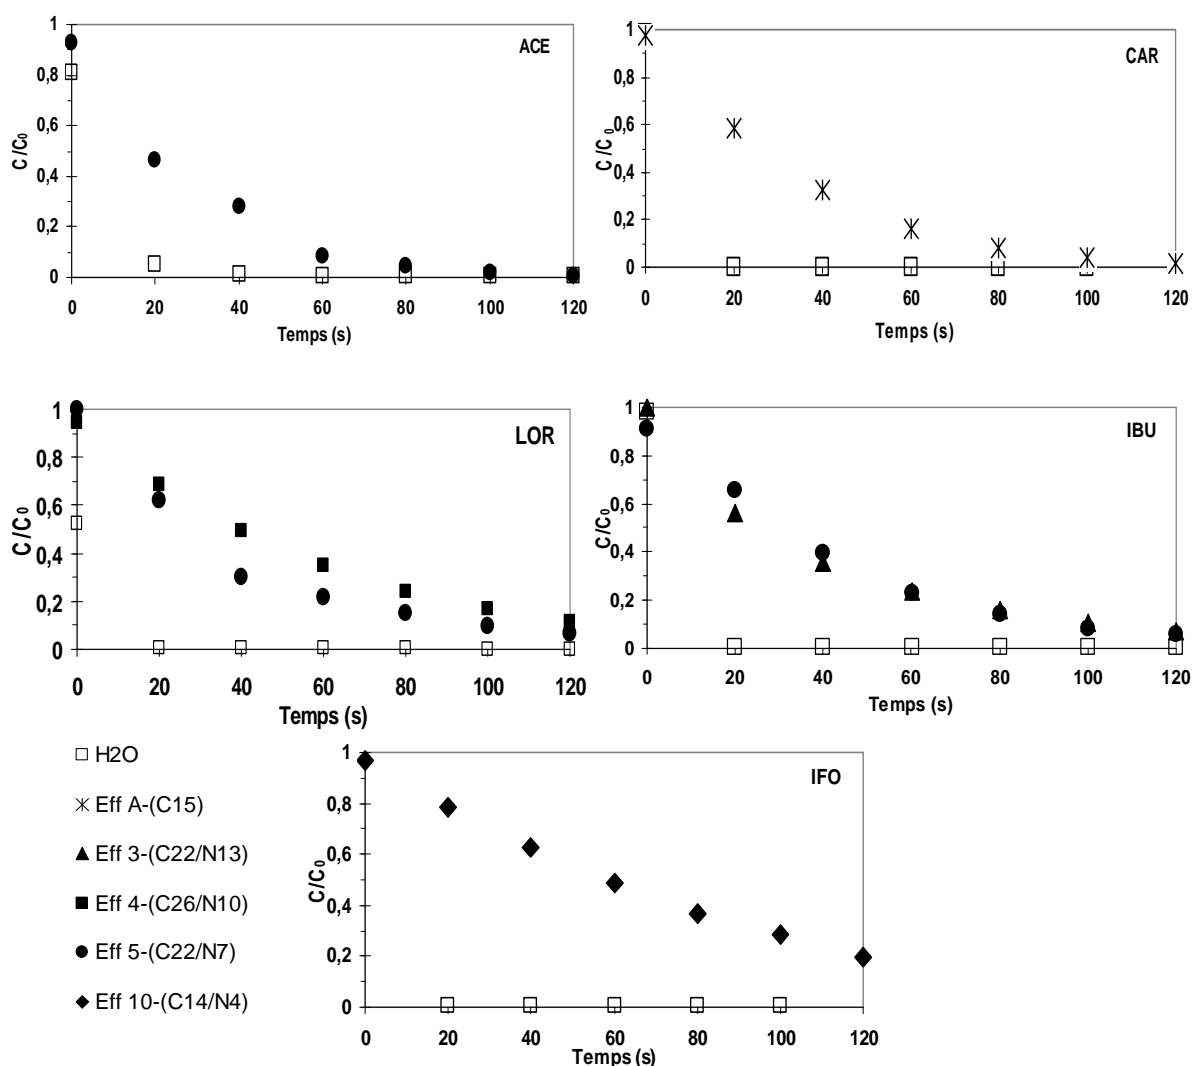 ACE
C/C0
1
0,8
0,6
0,4
0,2
0
0 20 40 60 80 100 120
Temps (s)
CAR
C/C0
1
0,8
0,6
0,4
0,2
0
0 20 40 60 80 100 120
Temps (s)
LOR
C/C0
1
0,8
0,6
0,4
0,2
0
0 20 40 60 80 100 120
Temps (s)
IBU
C/C0
1
0,8
0,6
0,4
0,2
0
0 20 40 60 80 100 120
Temps (s)
H2O
Eff A-(C15)
Eff 3-(C22/N13)
Eff 4-(C26/N10)
Eff 5-(C22/N7)
Eff 10-(C14/N4)
IFO
C/C0
1
0,8
0,6
0,4
0,2
0
0 20 40 60 80 100 120
Temps (s)